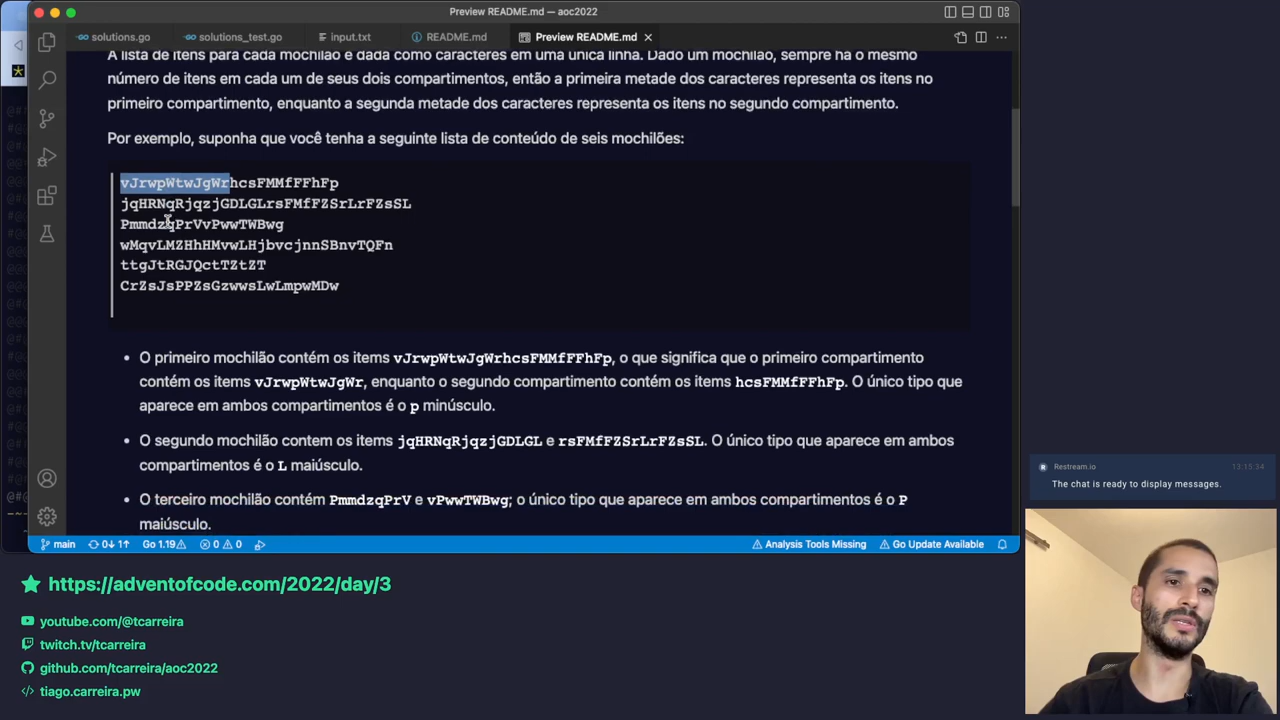 Preview README.md — aoc2022
solutions.go
solutions_test.go
input.txt
README.md
Preview README.md
A lista de itens para cada mochilão é dada como caracteres em uma única linha. Dado um mochilão, sempre há o mesmo
número de itens em cada um de seus dois compartimentos, então a primeira metade dos caracteres representa os itens no
primeiro compartimento, enquanto a segunda metade dos caracteres representa os itens no segundo compartimento.
Por exemplo, suponha que você tenha a seguinte lista de conteúdo de seis mochilões:
vJrwpWtwJgWrhcsFMMfFFhFp
jqHRNqRjqzjGDLGLrsFMfFZSrLrFZsSL
PmmdzqPrVvPwwTWBwg
wMqvLMZHhHMvwLHjbvcjnnSBnvTQFn
ttgJtRGJQctTZtZT
CrZsJsPPZsGzwwsLwLmpwMDw
• O primeiro mochilão contém os items vJrwpWtwJgWrhcsFMMfFFhFp, o que significa que o primeiro compartimento
contém os items vJrwpWtwJgWr, enquanto o segundo compartimento contém os items hcsFMMfFFhFp. O único tipo que
aparece em ambos compartimentos é o p minúsculo.
• O segundo mochilão contem os items jqHRNqRjqzjGDLGL e rsFMfFZSrLrFZsSL. O único tipo que aparece em ambos
compartimentos é o L maiúsculo.
• O terceiro mochilão contém PmmdzqPrV e vPwwTWBwg; o único tipo que aparece em ambos compartimentos é o P
maiúsculo.
main
0↓ 1↑
Go 1.19
0
0
Analysis Tools Missing
Go Update Available
Restream.io
13:15:34
The chat is ready to display messages.
https://adventofcode.com/2022/day/3
youtube.com/@tcarreira
twitch.tv/tcarreira
github.com/tcarreira/aoc2022
tiago.carreira.pw